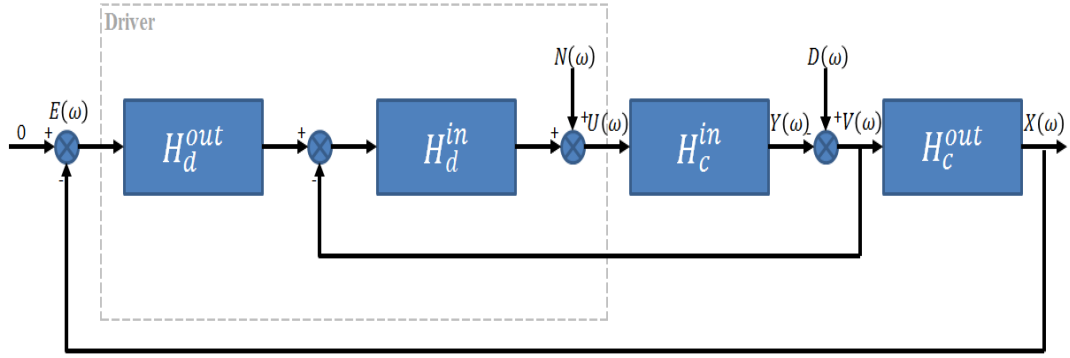 Driver
N(ω)
D(ω)
0
+
E(ω)
-
H_d^out
+
-
H_d^in
+
+
U(ω)
H_c^in
Y(ω)
-
+
V(ω)
H_c^out
X(ω)